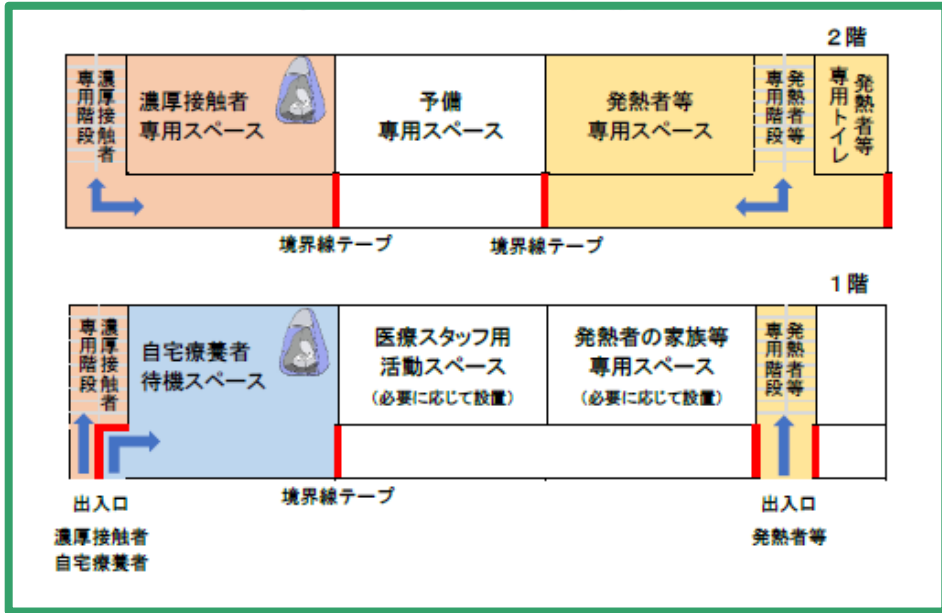 2階
濃厚接触者
専用階段
濃厚接触者
専用スペース
予備
専用スペース
発熱者等
専用スペース
発熱者等
専用階段
発熱者等
専用トイレ
境界線テープ
境界線テープ
1階
濃厚接触者
専用階段
自宅療養者
待機スペース
医療スタッフ用
活動スペース
(必要に応じて設置)
発熱者の家族等
専用スペース
(必要に応じて設置)
発熱者等
専用階段
出入口
濃厚接触者
自宅療養者
境界線テープ
出入口
発熱者等